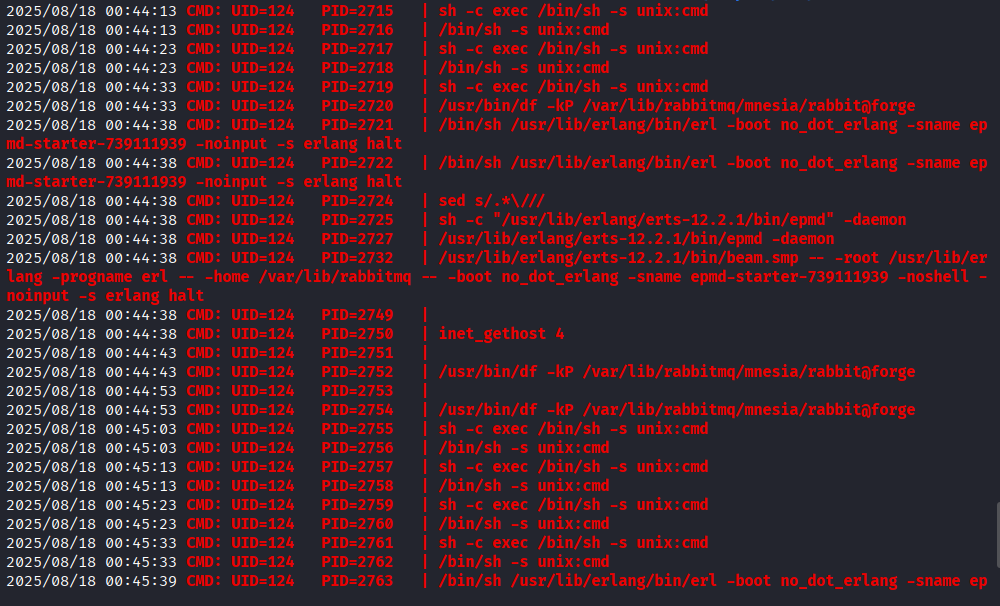 2025/08/18 00:44:13 CMD: UID=124   PID=2715   | sh -c exec /bin/sh -s unix:cmd
2025/08/18 00:44:13 CMD: UID=124   PID=2716   | /bin/sh -s unix:cmd
2025/08/18 00:44:23 CMD: UID=124   PID=2717   | sh -c exec /bin/sh -s unix:cmd
2025/08/18 00:44:23 CMD: UID=124   PID=2718   | /bin/sh -s unix:cmd
2025/08/18 00:44:33 CMD: UID=124   PID=2719   | sh -c exec /bin/sh -s unix:cmd
2025/08/18 00:44:33 CMD: UID=124   PID=2720   | /usr/bin/df -kP /var/lib/rabbitmq/mnesia/rabbit@forge
2025/08/18 00:44:38 CMD: UID=124   PID=2721   | /bin/sh /usr/lib/erlang/bin/erl -boot no_dot_erlang -sname ep
md-starter-739111939 -noinput -s erlang halt
2025/08/18 00:44:38 CMD: UID=124   PID=2722   | /bin/sh /usr/lib/erlang/bin/erl -boot no_dot_erlang -sname ep
md-starter-739111939 -noinput -s erlang halt
2025/08/18 00:44:38 CMD: UID=124   PID=2724   | sed s/.*\///
2025/08/18 00:44:38 CMD: UID=124   PID=2725   | sh -c "/usr/lib/erlang/erts-12.2.1/bin/epmd" -daemon
2025/08/18 00:44:38 CMD: UID=124   PID=2727   | /usr/lib/erlang/erts-12.2.1/bin/epmd -daemon
2025/08/18 00:44:38 CMD: UID=124   PID=2732   | /usr/lib/erlang/erts-12.2.1/bin/beam.smp -- -root /usr/lib/er
lang -progname erl -- -home /var/lib/rabbitmq -- -boot no_dot_erlang -sname epmd-starter-739111939 -noshell -
noinput -s erlang halt
2025/08/18 00:44:38 CMD: UID=124   PID=2749   |
2025/08/18 00:44:38 CMD: UID=124   PID=2750   | inet_gethost 4
2025/08/18 00:44:43 CMD: UID=124   PID=2751   |
2025/08/18 00:44:43 CMD: UID=124   PID=2752   | /usr/bin/df -kP /var/lib/rabbitmq/mnesia/rabbit@forge
2025/08/18 00:44:53 CMD: UID=124   PID=2753   |
2025/08/18 00:44:53 CMD: UID=124   PID=2754   | /usr/bin/df -kP /var/lib/rabbitmq/mnesia/rabbit@forge
2025/08/18 00:45:03 CMD: UID=124   PID=2755   | sh -c exec /bin/sh -s unix:cmd
2025/08/18 00:45:03 CMD: UID=124   PID=2756   | /bin/sh -s unix:cmd
2025/08/18 00:45:13 CMD: UID=124   PID=2757   | sh -c exec /bin/sh -s unix:cmd
2025/08/18 00:45:13 CMD: UID=124   PID=2758   | /bin/sh -s unix:cmd
2025/08/18 00:45:23 CMD: UID=124   PID=2759   | sh -c exec /bin/sh -s unix:cmd
2025/08/18 00:45:23 CMD: UID=124   PID=2760   | /bin/sh -s unix:cmd
2025/08/18 00:45:33 CMD: UID=124   PID=2761   | sh -c exec /bin/sh -s unix:cmd
2025/08/18 00:45:33 CMD: UID=124   PID=2762   | /bin/sh -s unix:cmd
2025/08/18 00:45:39 CMD: UID=124   PID=2763   | /bin/sh /usr/lib/erlang/bin/erl -boot no_dot_erlang -sname ep